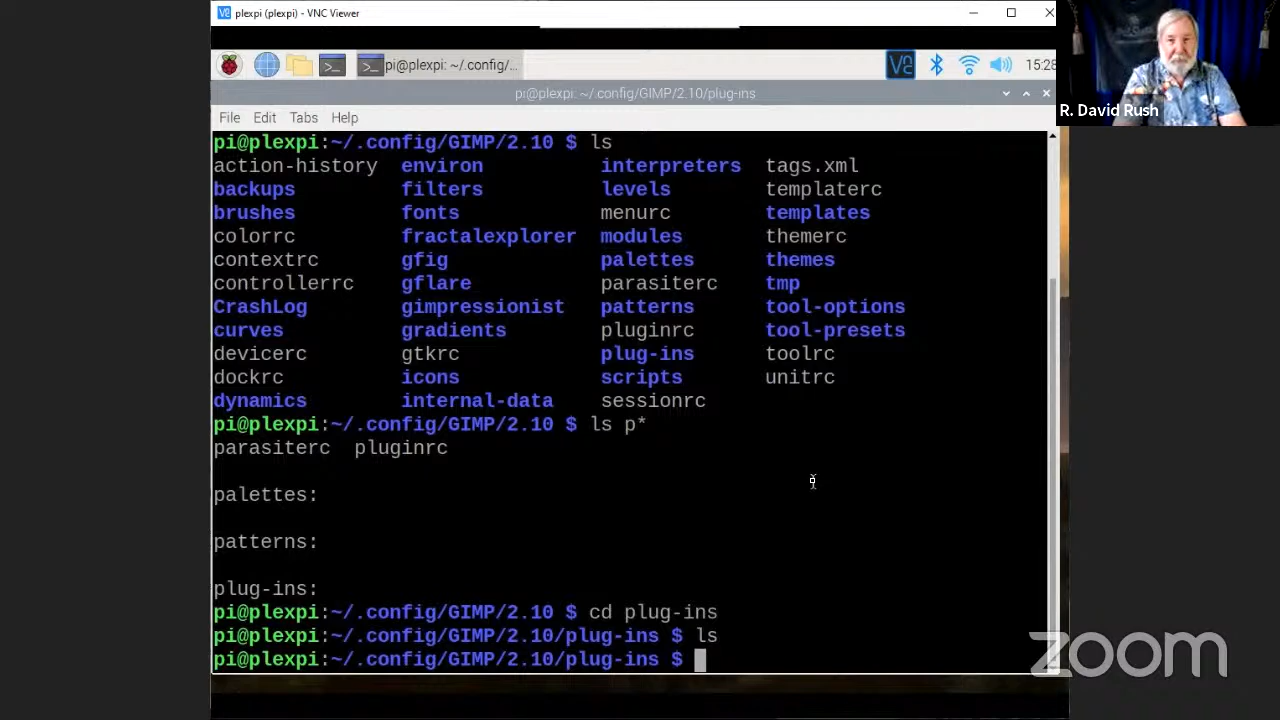 plexpi (plexpi) - VNC Viewer
pi@plexpi: ~/.config/... 15:28
pi@plexpi: ~/.config/GIMP/2.10/plug-ins
File Edit Tabs Help
pi@plexpi:~/.config/GIMP/2.10 $ ls
action-history environ interpreters tags.xml
backups filters levels templaterc
brushes fonts menurc templates
colorrc fractalexplorer modules themerc
contextrc gfig palettes themes
controllerrc gflare parasiterc tmp
CrashLog gimpressionist patterns tool-options
curves gradients pluginrc tool-presets
devicerc gtkrc plug-ins toolrc
dockrc icons scripts unitrc
dynamics internal-data sessionrc
pi@plexpi:~/.config/GIMP/2.10 $ ls p*
parasiterc pluginrc
palettes:
patterns:
plug-ins:
pi@plexpi:~/.config/GIMP/2.10 $ cd plug-ins
pi@plexpi:~/.config/GIMP/2.10/plug-ins $ ls
pi@plexpi:~/.config/GIMP/2.10/plug-ins $
R. David Rush
zoom